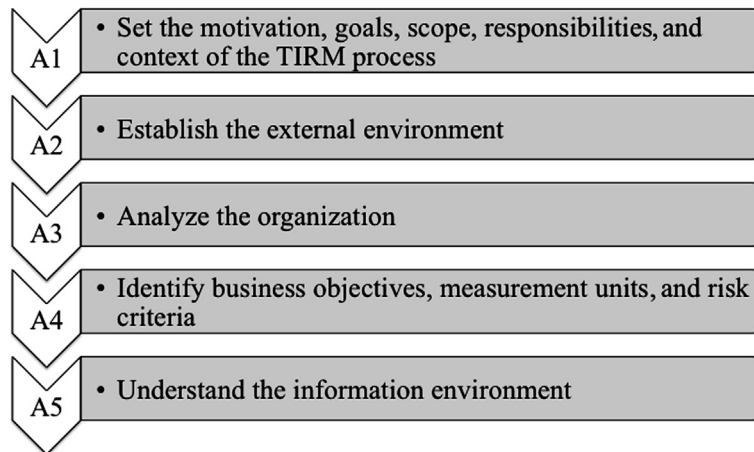 A1
• Set the motivation, goals, scope, responsibilities, and
context of the TIRM process
A2
• Establish the external environment
A3
• Analyze the organization
A4
• Identify business objectives, measurement units, and risk
criteria
A5
• Understand the information environment